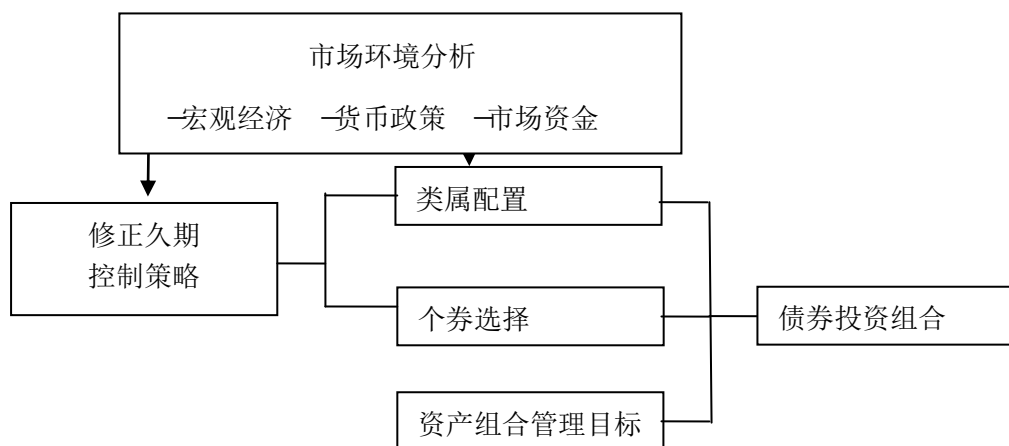 市场环境分析
–宏观经济 –货币政策 –市场资金
类属配置
修正久期
控制策略
个券选择
债券投资组合
资产组合管理目标